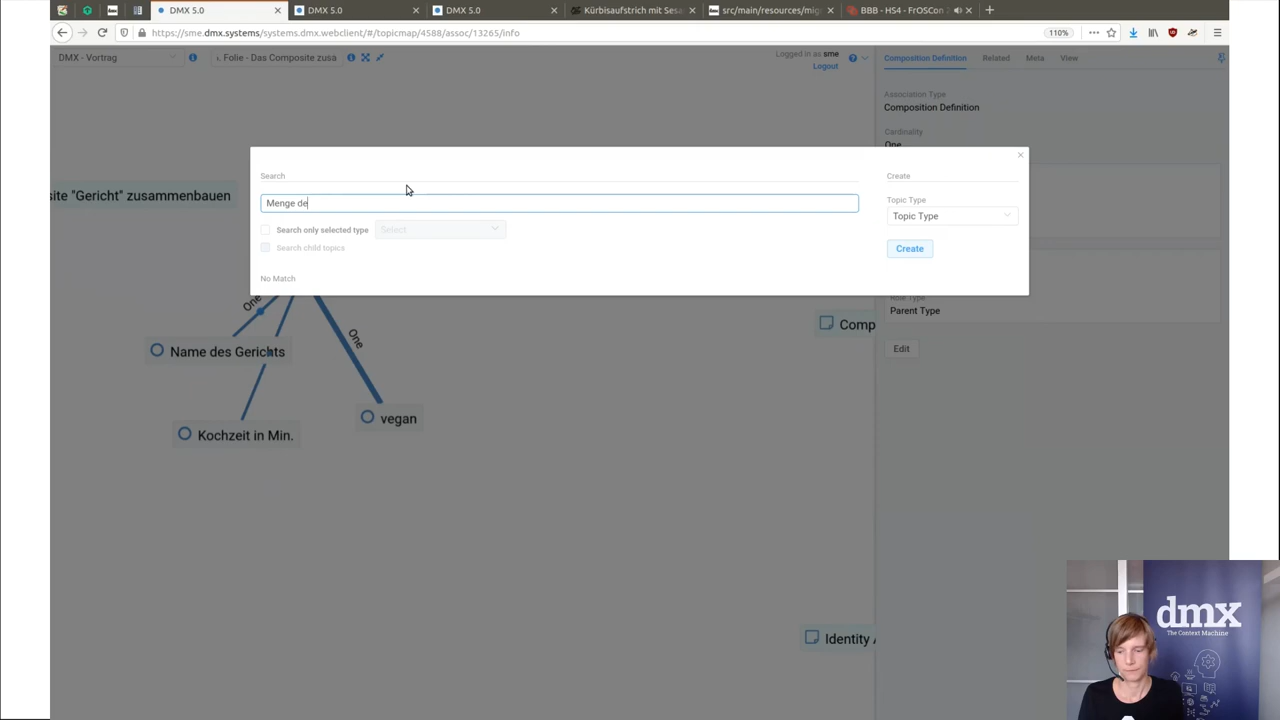 DMX 5.0
DMX 5.0
DMX 5.0
Kürbisaufstrich mit Sesa
src/main/resources/mig
BBB - HS4 - FrOSCon
https://sme.dmx.systems/systems.dmx.webclient/#/topicmap/4588/assoc/13265/info
110%
DMX - Vortrag
. Folie - Das Composite zusa
Logged in as sme
Logout
Composition Definition
Related
Meta
View
Association Type
Composition Definition
Cardinality
One
Search
Create
Menge de
Topic Type
Topic Type
Search only selected type
Select
Search child topics
Create
No Match
site "Gericht" zusammenbauen
One
One
Role Type
Parent Type
Comp
Edit
Name des Gerichts
vegan
Kochzeit in Min.
Identity A
dmx
The Context Machine